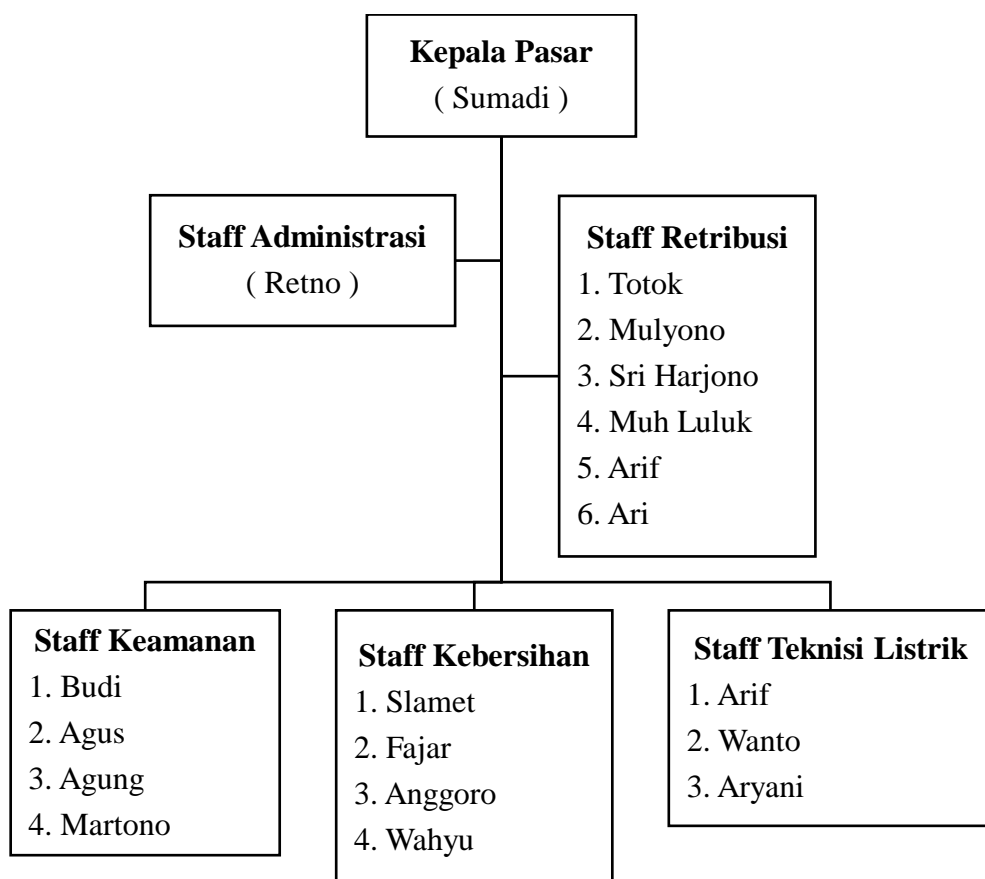 Kepala Pasar
( Sumadi )
Staff Administrasi
( Retno )
Staff Retribusi
1. Totok
2. Mulyono
3. Sri Harjono
4. Muh Luluk
5. Arif
6. Ari
Staff Keamanan
1. Budi
2. Agus
3. Agung
4. Martono
Staff Kebersihan
1. Slamet
2. Fajar
3. Anggoro
4. Wahyu
Staff Teknisi Listrik
1. Arif
2. Wanto
3. Aryani